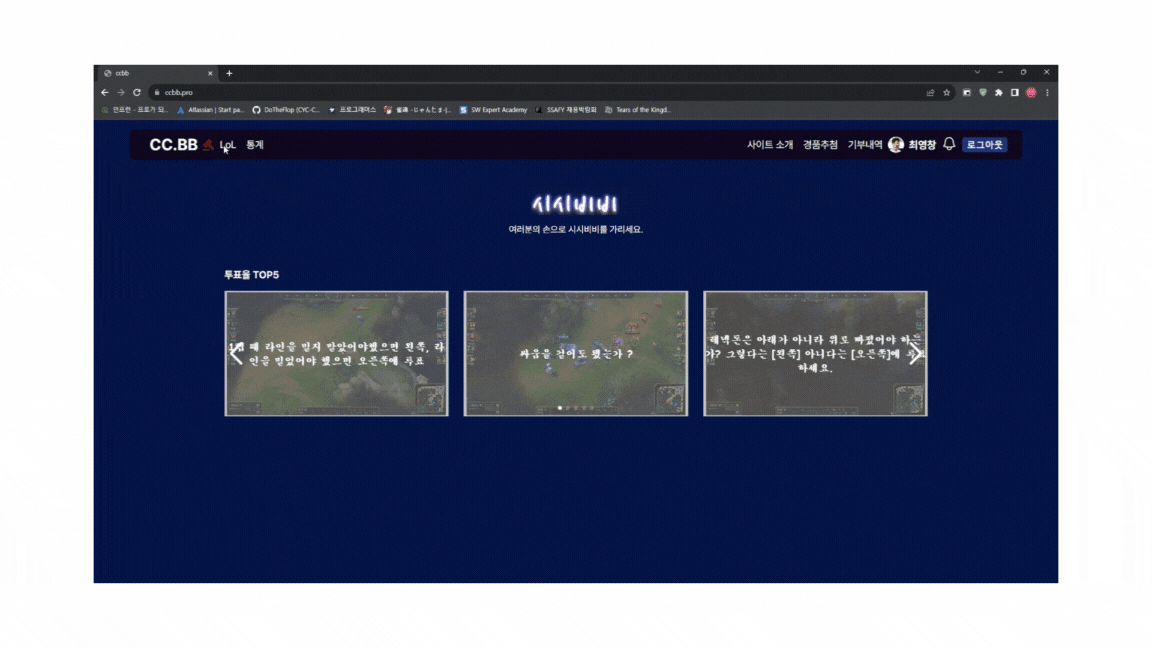 ccbb
ccbb.pro
인프런 - 프로가 되...
Atlassian | Start pa...
DoTheFlop (CYC-C...
프로그래머스
SW Expert Academy
SSAFY 채용박람회
Tears of the Kingd...
CC.BB LoL 통계
사이트 소개 경품추첨 기부내역 최영창 로그아웃
시시비비
여러분의 손으로 시시비비를 가리세요.
투표율 TOP5
때 라인을 밀지 말았어야했으면 왼쪽, 라
인을 밀었어야 했으면 오른쪽에 투표
싸움을 걸어도 됐는가 ?
레넥톤은 아래가 아니라 위로 빠졌어야 하는
가? 그렇다는 [왼쪽] 아니다는 [오른쪽]에 투표
하세요.